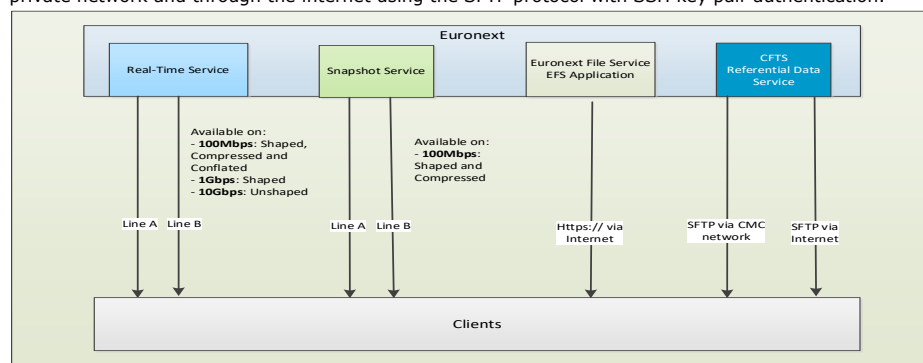 private network and through the internet using the SFTP protocol with SSH key pair authentication.
Euronext
Real-Time Service
Snapshot Service
Euronext File Service
EFS Application
CFTS
Referential Data
Service
Available on:
- 100Mbps: Shaped,
Compressed and
Conflated
- 1Gbps: Shaped
- 10Gbps: Unshaped
Available on:
- 100Mbps:
Shaped and
Compressed
Line A
Line B
Line A
Line B
Https:// via
Internet
SFTP via CMC
network
SFTP via
Internet
Clients